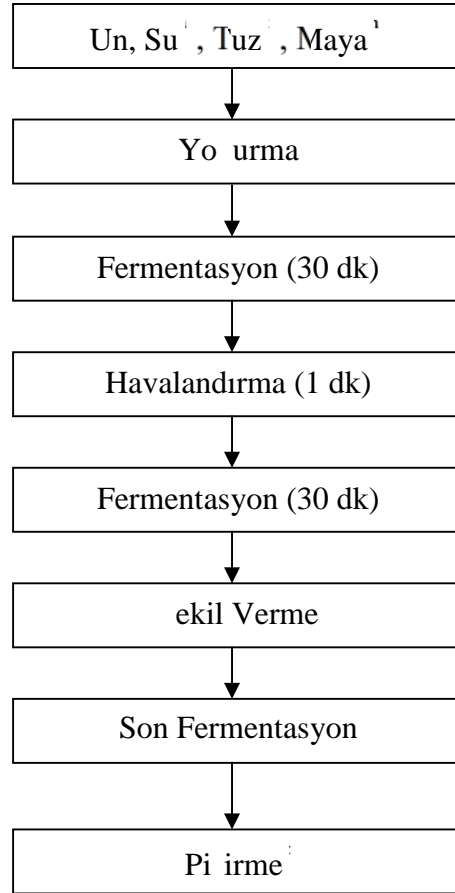 Un, Su , Tuz , Maya
Yo urma
Fermentasyon (30 dk)
Havalandırma (1 dk)
Fermentasyon (30 dk)
ekil Verme
Son Fermentasyon
Pi irme